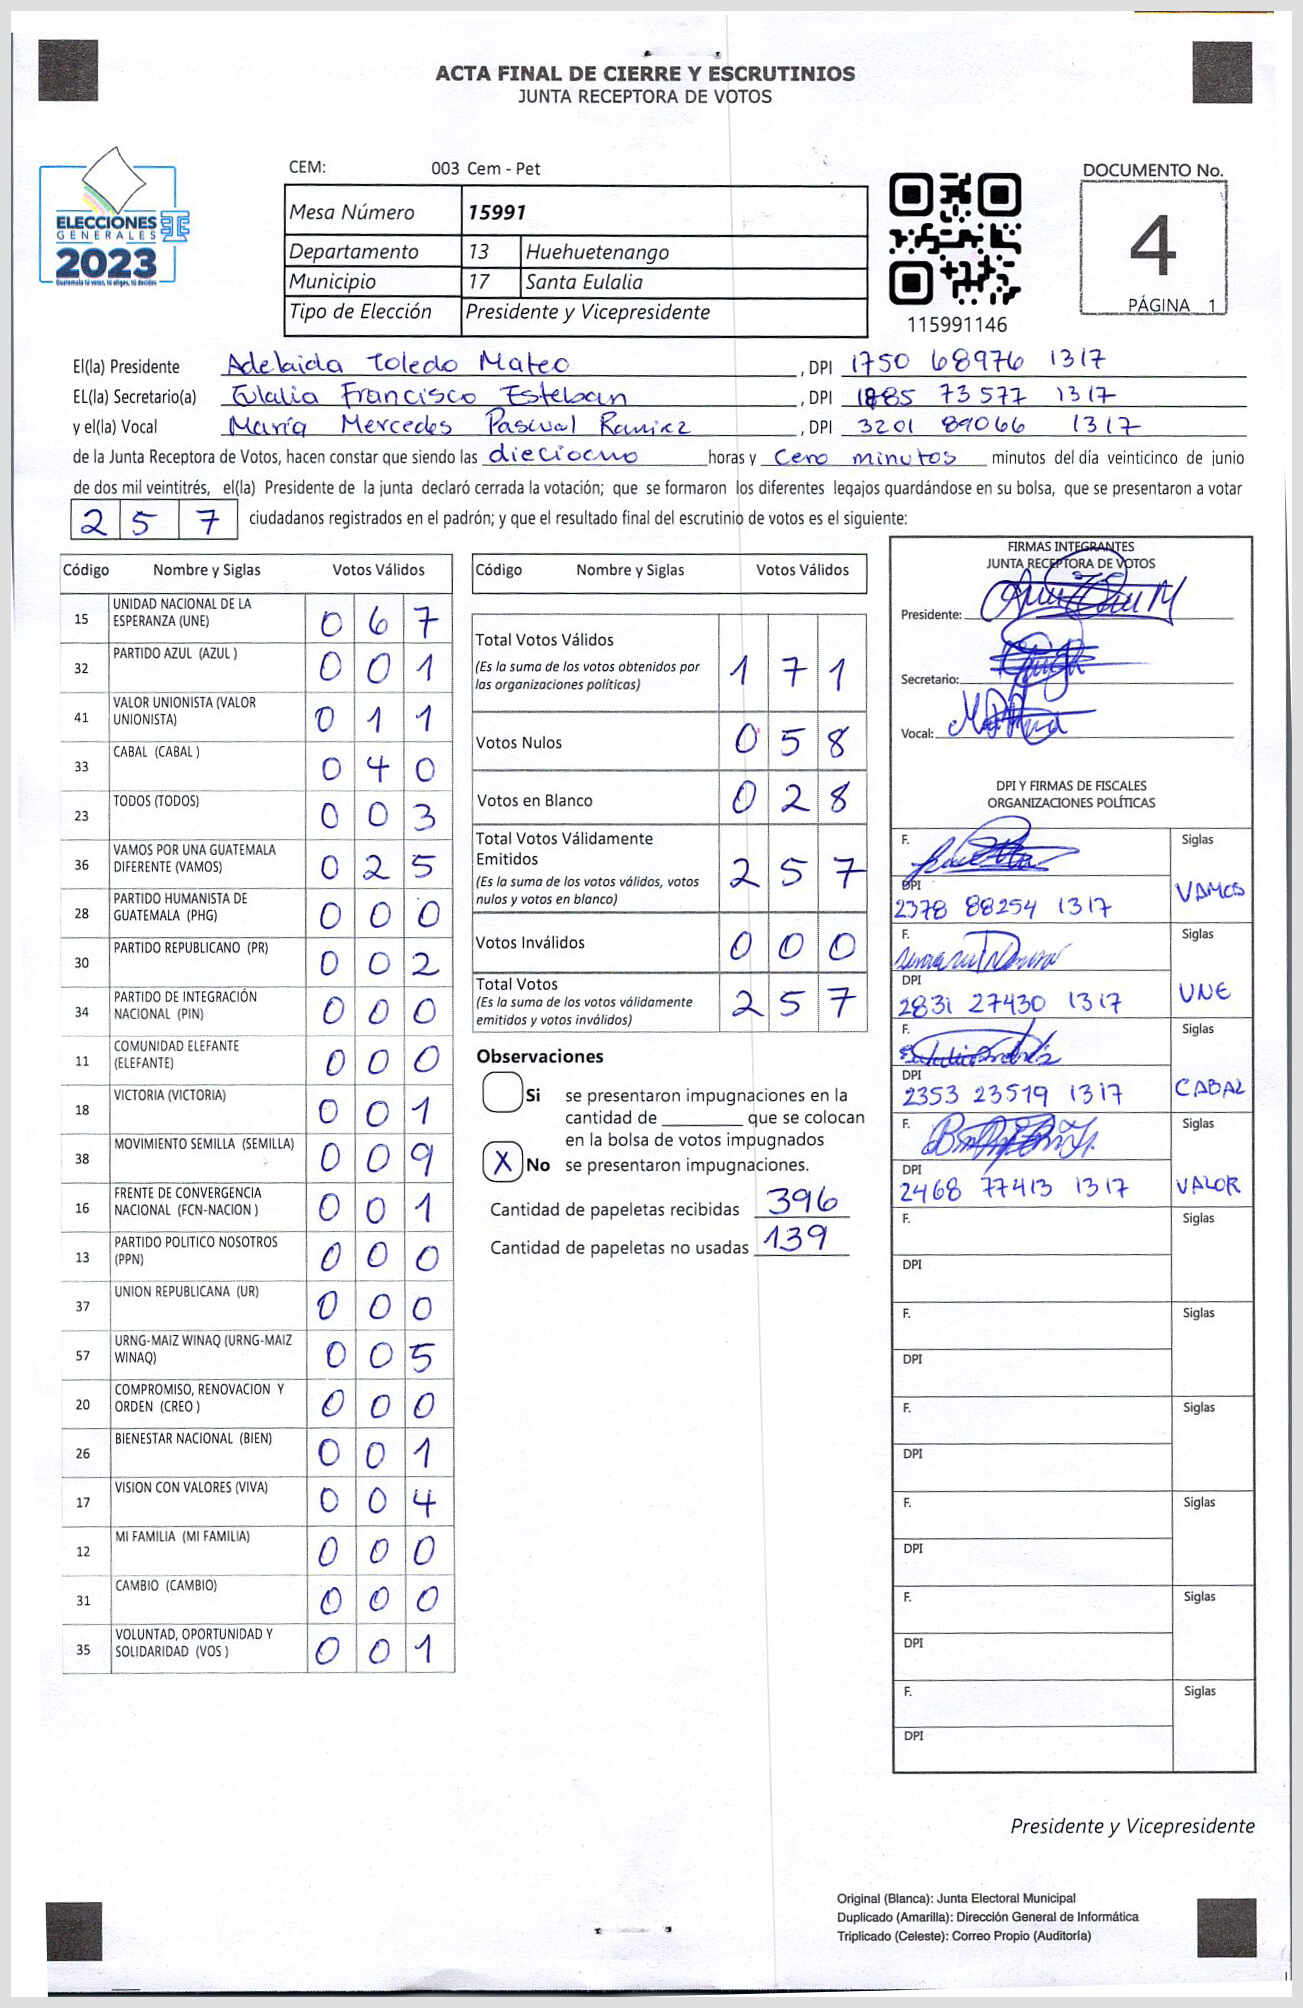 ACTA FINAL DE CIERRE Y ESCRUTINIOS
JUNTA RECEPTORA DE VOTOS
ELECCIONES
GENERALES
2023
Guatemala tú votas, tú eliges, tú decides
CEM: 003 Cem - Pet
Mesa Número 15991
Departamento 13 Huehuetenango
Municipio 17 Santa Eulalia
Tipo de Elección Presidente y Vicepresidente
115991146
DOCUMENTO No.
4
PÁGINA 1
El(la) Presidente Adelaida Toledo Mateo , DPI 1750 68976 1317
EL(la) Secretario(a) Eulalia Francisco Esteban , DPI 1885 73577 1317
y el(la) Vocal María Mercedes Pascual Ramirez , DPI 3201 89066 1317
de la Junta Receptora de Votos, hacen constar que siendo las dieciocho horas y cero minutos minutos del día veinticinco de junio
de dos mil veintitrés, el(la) Presidente de la junta declaró cerrada la votación; que se formaron los diferentes legajos guardándose en su bolsa, que se presentaron a votar
2 5 7 ciudadanos registrados en el padrón; y que el resultado final del escrutinio de votos es el siguiente:
Código Nombre y Siglas Votos Válidos
15 UNIDAD NACIONAL DE LA ESPERANZA (UNE) 0 6 7
32 PARTIDO AZUL (AZUL ) 0 0 1
41 VALOR UNIONISTA (VALOR UNIONISTA) 0 1 1
33 CABAL (CABAL ) 0 4 0
23 TODOS (TODOS) 0 0 3
36 VAMOS POR UNA GUATEMALA DIFERENTE (VAMOS) 0 2 5
28 PARTIDO HUMANISTA DE GUATEMALA (PHG) 0 0 0
30 PARTIDO REPUBLICANO (PR) 0 0 2
34 PARTIDO DE INTEGRACIÓN NACIONAL (PIN) 0 0 0
11 COMUNIDAD ELEFANTE (ELEFANTE) 0 0 0
18 VICTORIA (VICTORIA) 0 0 1
38 MOVIMIENTO SEMILLA (SEMILLA) 0 0 9
16 FRENTE DE CONVERGENCIA NACIONAL (FCN-NACION ) 0 0 1
13 PARTIDO POLITICO NOSOTROS (PPN) 0 0 0
37 UNION REPUBLICANA (UR) 0 0 0
57 URNG-MAIZ WINAQ (URNG-MAIZ WINAQ) 0 0 5
20 COMPROMISO, RENOVACION Y ORDEN (CREO ) 0 0 0
26 BIENESTAR NACIONAL (BIEN) 0 0 1
17 VISION CON VALORES (VIVA) 0 0 4
12 MI FAMILIA (MI FAMILIA) 0 0 0
31 CAMBIO (CAMBIO) 0 0 0
35 VOLUNTAD, OPORTUNIDAD Y SOLIDARIDAD (VOS ) 0 0 1
Código Nombre y Siglas Votos Válidos
Total Votos Válidos 1 7 1
(Es la suma de los votos obtenidos por
las organizaciones políticas)
Votos Nulos 0 5 8
Votos en Blanco 0 2 8
Total Votos Válidamente
Emitidos 2 5 7
(Es la suma de los votos válidos, votos
nulos y votos en blanco)
Votos Inválidos 0 0 0
Total Votos 2 5 7
(Es la suma de los votos válidamente
emitidos y votos inválidos)
Observaciones
Si se presentaron impugnaciones en la
cantidad de ________ que se colocan
en la bolsa de votos impugnados
X No se presentaron impugnaciones.
Cantidad de papeletas recibidas 396
Cantidad de papeletas no usadas 139
FIRMAS INTEGRANTES
JUNTA RECEPTORA DE VOTOS
Presidente:
Secretario:
Vocal:
DPI Y FIRMAS DE FISCALES
ORGANIZACIONES POLÍTICAS
F. Siglas
DPI VAMOS
2378 88254 1317
F. Siglas
DPI UNE
2831 27430 1317
F. Siglas
DPI CABAL
2353 23519 1317
F. Siglas
DPI VALOR
2468 77413 1317
F. Siglas
DPI
F. Siglas
DPI
F. Siglas
DPI
F. Siglas
DPI
F. Siglas
DPI
F. Siglas
DPI
Presidente y Vicepresidente
Original (Blanca): Junta Electoral Municipal
Duplicado (Amarilla): Dirección General de Informática
Triplicado (Celeste): Correo Propio (Auditoría)